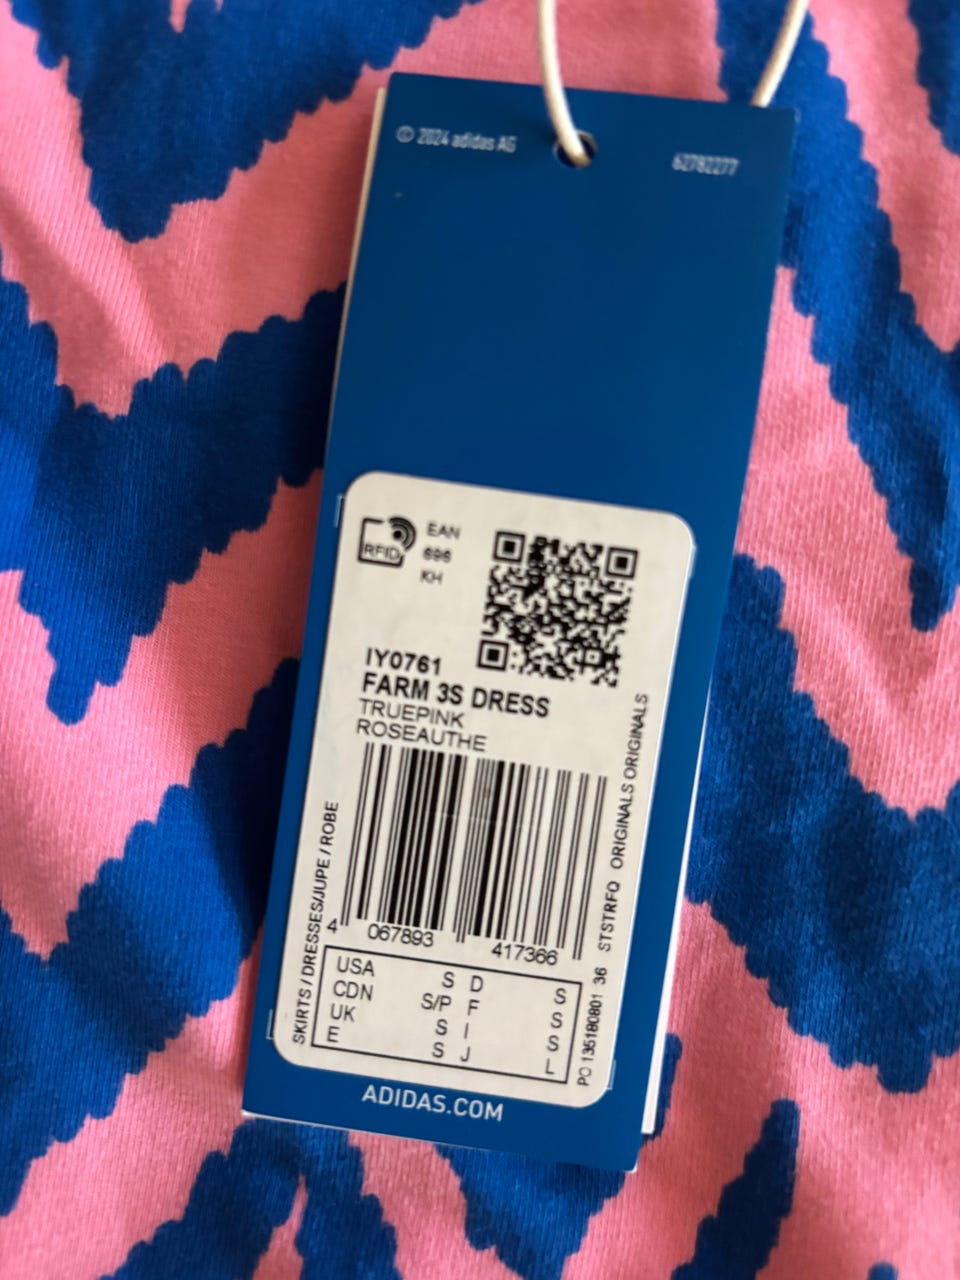 © 2024 adidas AG
62782277
RFID
EAN
696
KH
IY0761
FARM 3S DRESS
TRUEPINK
ROSEAUTHE
4 067893 417366
SKIRTS / DRESSES/JUPE / ROBE
PO 135180801 36 STSTRFQ ORIGINALS ORIGINALS
USA S D S
CDN S/P F S
UK S I S
E S J L
ADIDAS.COM